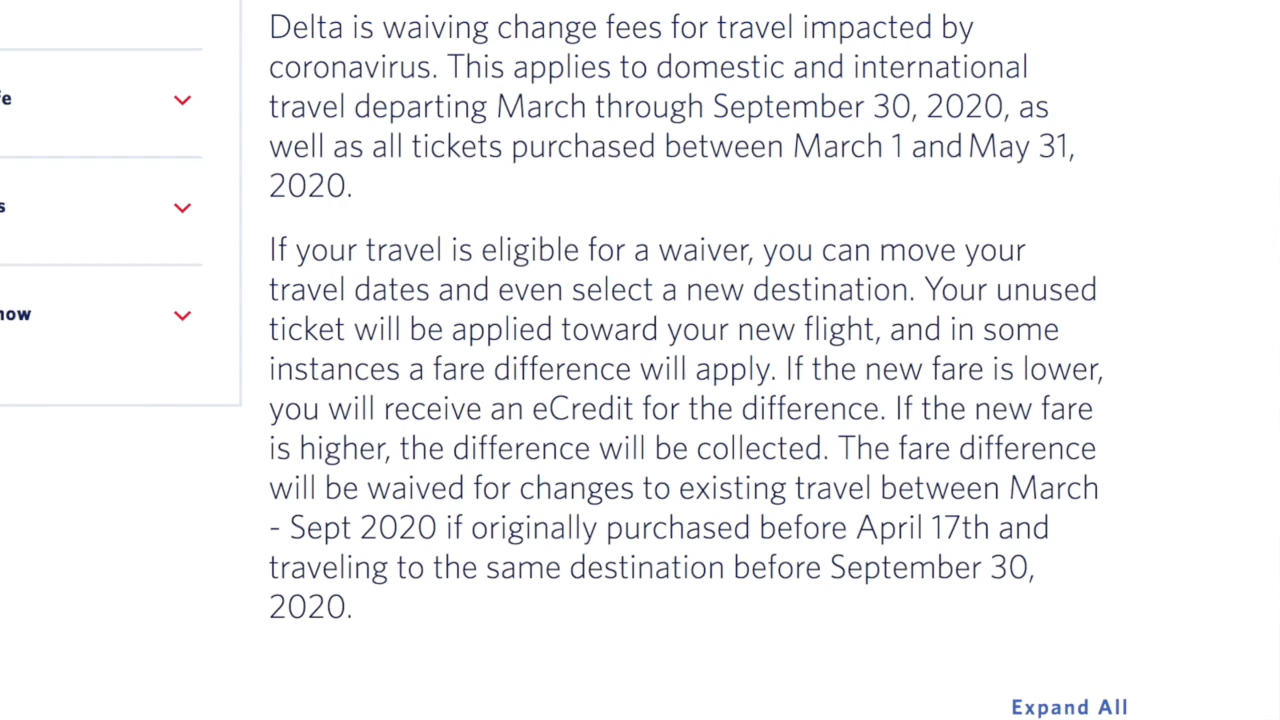 Delta is waiving change fees for travel impacted by
coronavirus. This applies to domestic and international
travel departing March through September 30, 2020, as
well as all tickets purchased between March 1 and May 31,
2020.
If your travel is eligible for a waiver, you can move your
travel dates and even select a new destination. Your unused
ticket will be applied toward your new flight, and in some
instances a fare difference will apply. If the new fare is lower,
you will receive an eCredit for the difference. If the new fare
is higher, the difference will be collected. The fare difference
will be waived for changes to existing travel between March
- Sept 2020 if originally purchased before April 17th and
traveling to the same destination before September 30,
2020.
Expand All